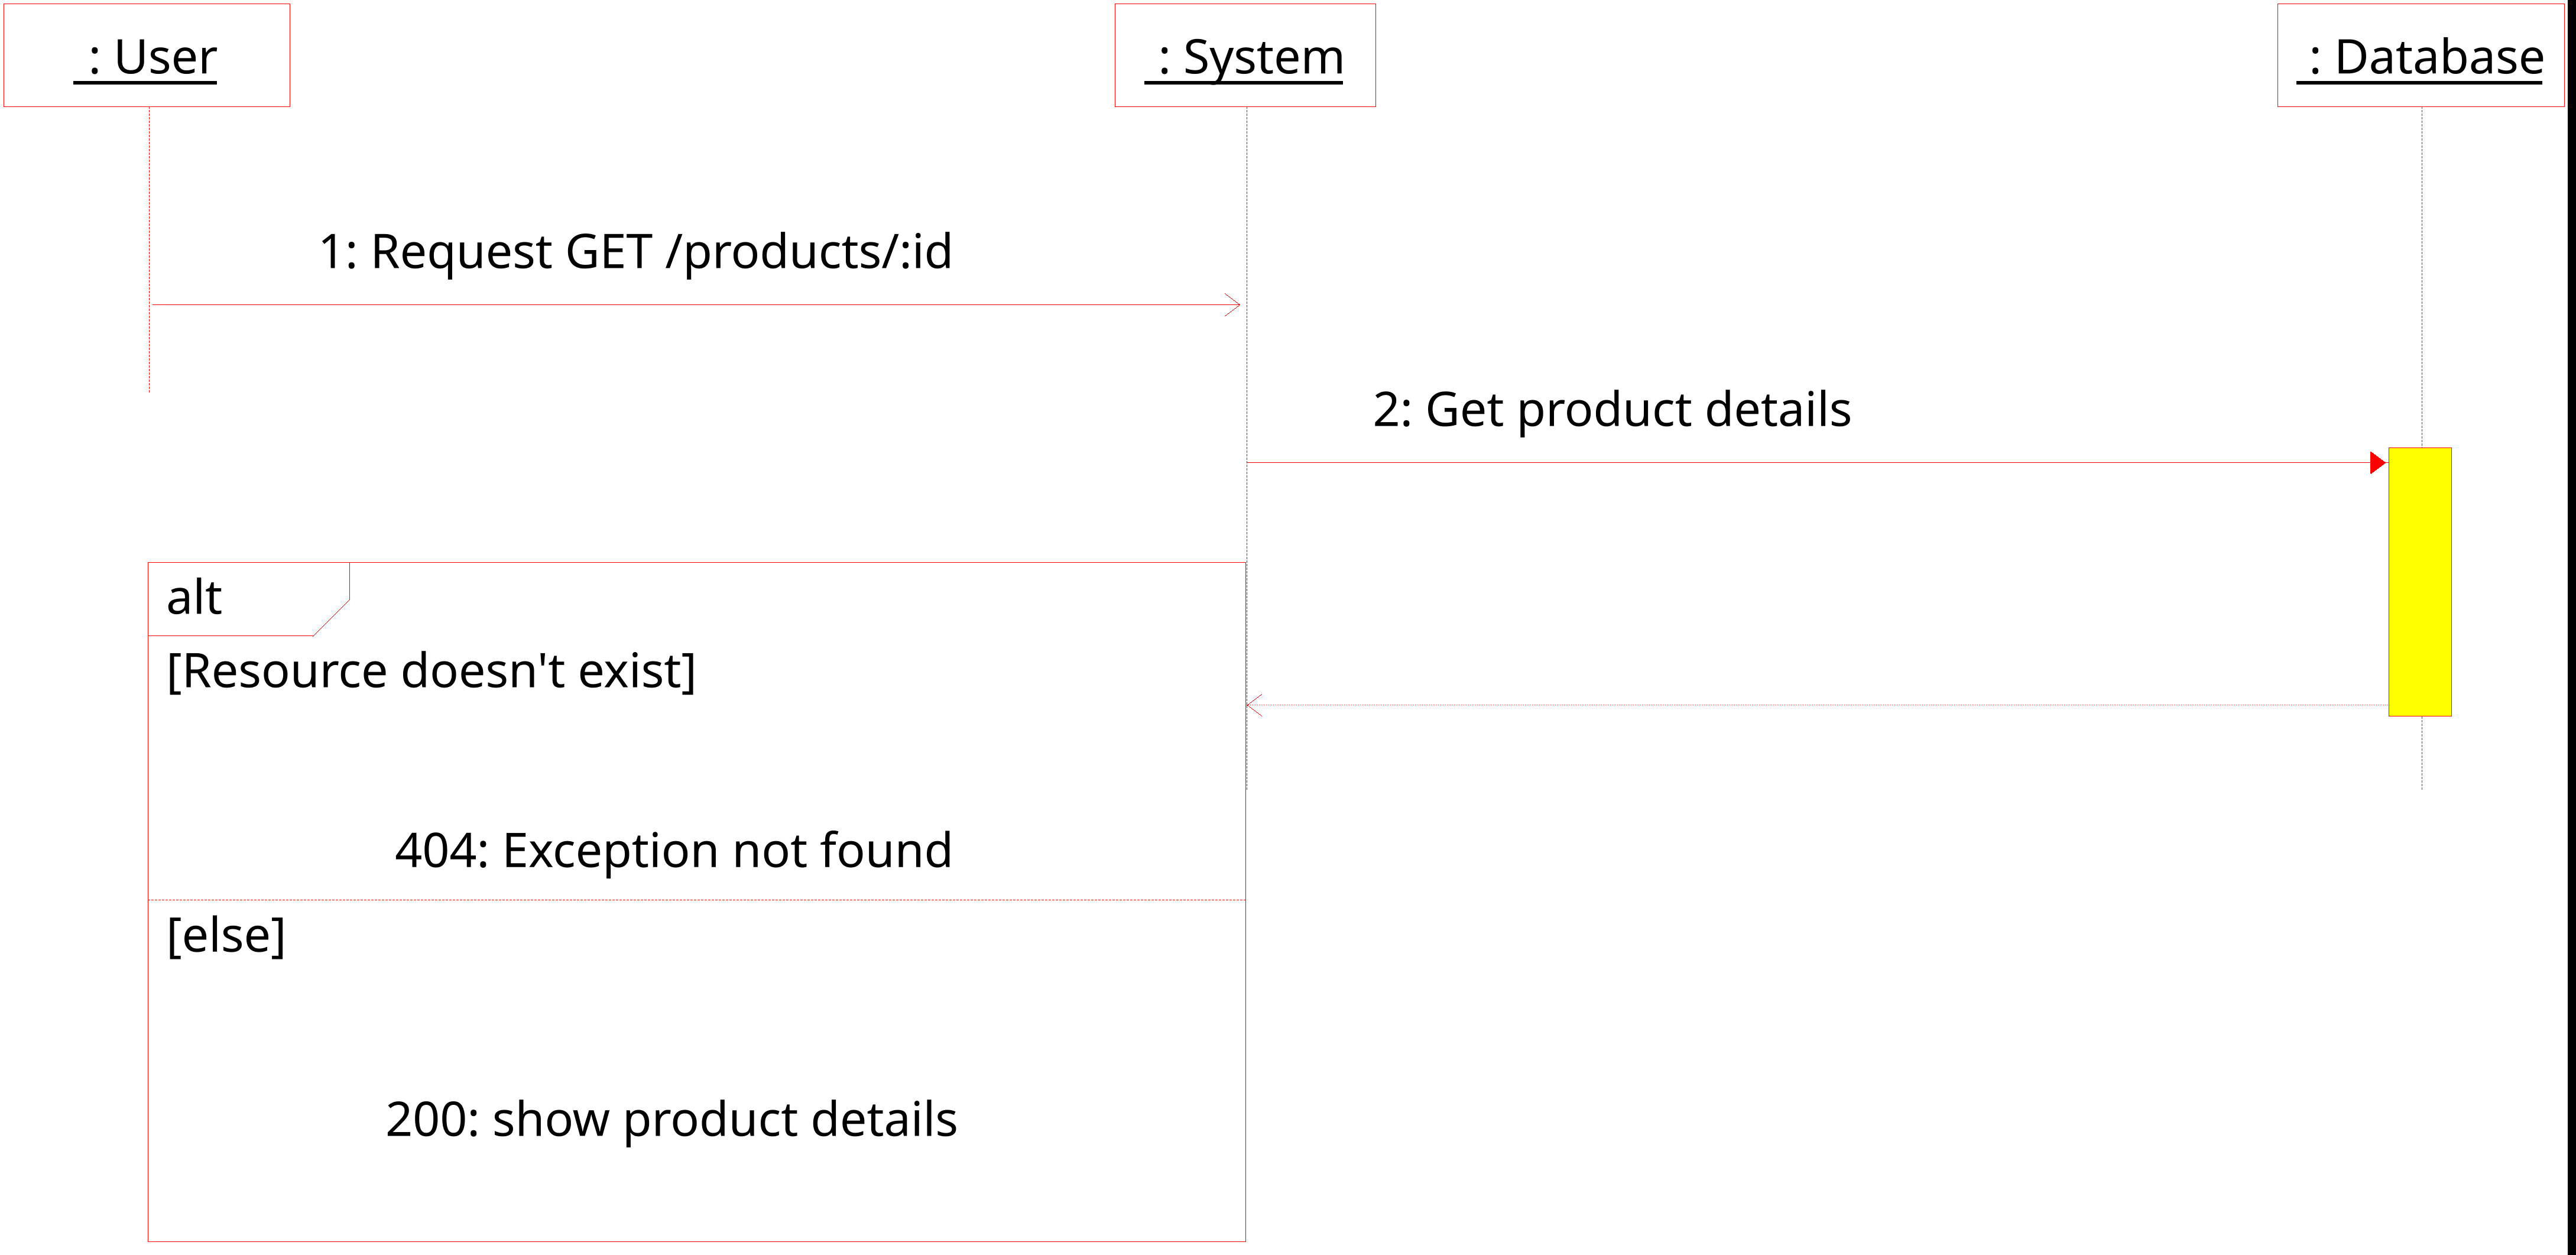 : User
: System
: Database
1: Request GET /products/:id
2: Get product details
alt
[Resource doesn't exist]
404: Exception not found
[else]
200: show product details